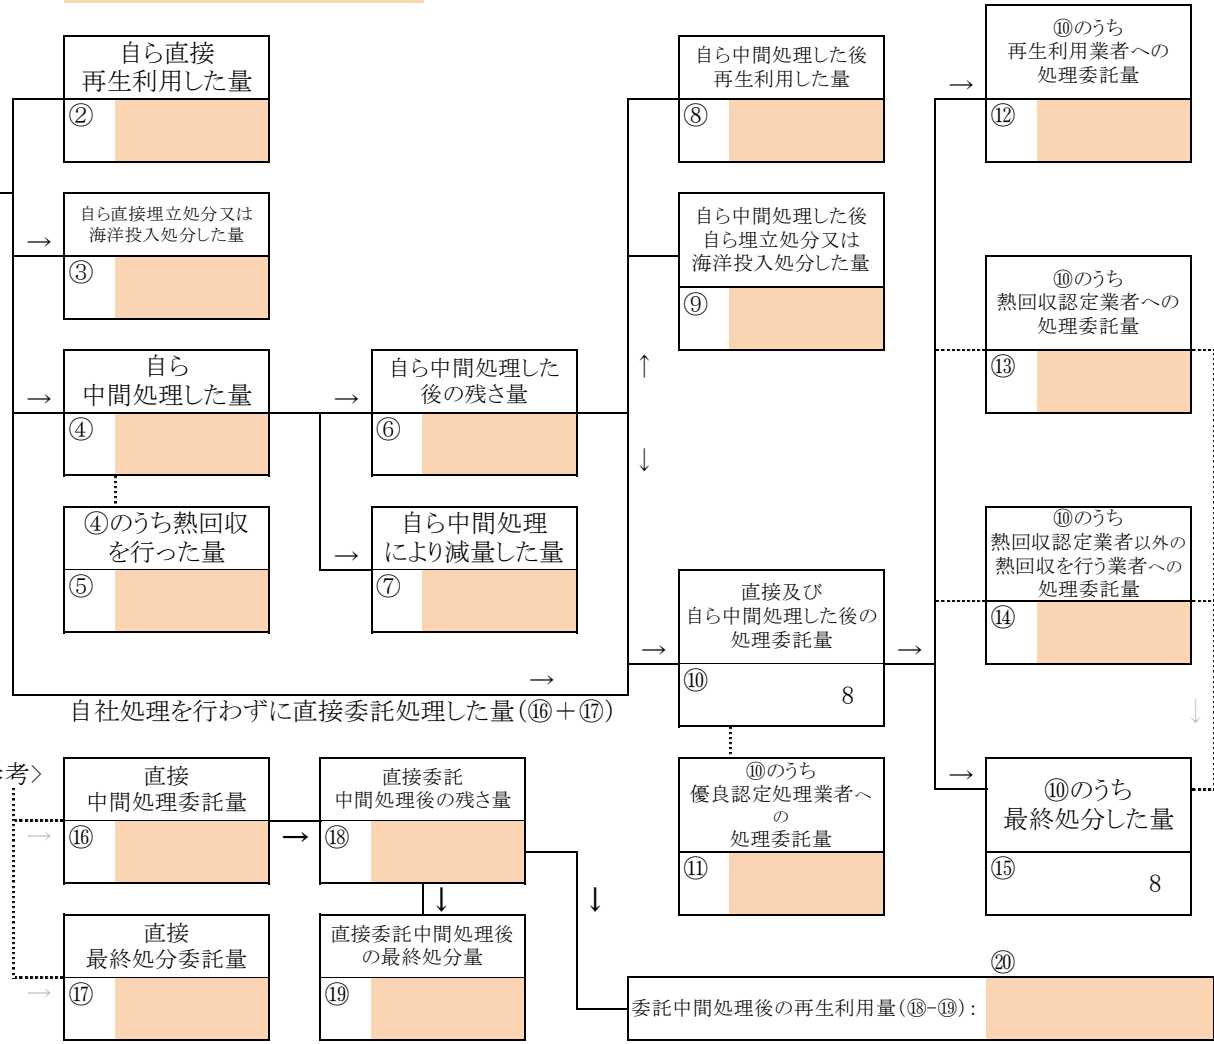 自ら直接
再生利用した量
②
→
自ら直接埋立処分又は
海洋投入処分した量
③
→
自ら
中間処理した量
④
④のうち熱回収
を行った量
⑤
→
自ら中間処理した
後の残さ量
⑥
→
自ら中間処理
により減量した量
⑦
自ら中間処理した後
再生利用した量
⑧
自ら中間処理した後
自ら埋立処分又は
海洋投入処分した量
⑨
↑
↓
→
直接及び
自ら中間処理した後の
処理委託量
⑩
8
→
自社処理を行わずに直接委託処理した量(⑯+⑰)
⑩のうち
優良認定処理業者へ
の
処理委託量
⑪
→
→
⑩のうち
再生利用業者への
処理委託量
⑫
⑩のうち
熱回収認定業者への
処理委託量
⑬
⑩のうち
熱回収認定業者以外の
熱回収を行う業者への
処理委託量
⑭
↓
→
⑩のうち
最終処分した量
⑮
8
考>
→
直接
中間処理委託量
⑯
→
直接委託
中間処理後の残さ量
⑱
→
直接
最終処分委託量
⑰
↓
直接委託中間処理後
の最終処分量
⑲
↓
⑳
委託中間処理後の再生利用量(⑱-⑲):